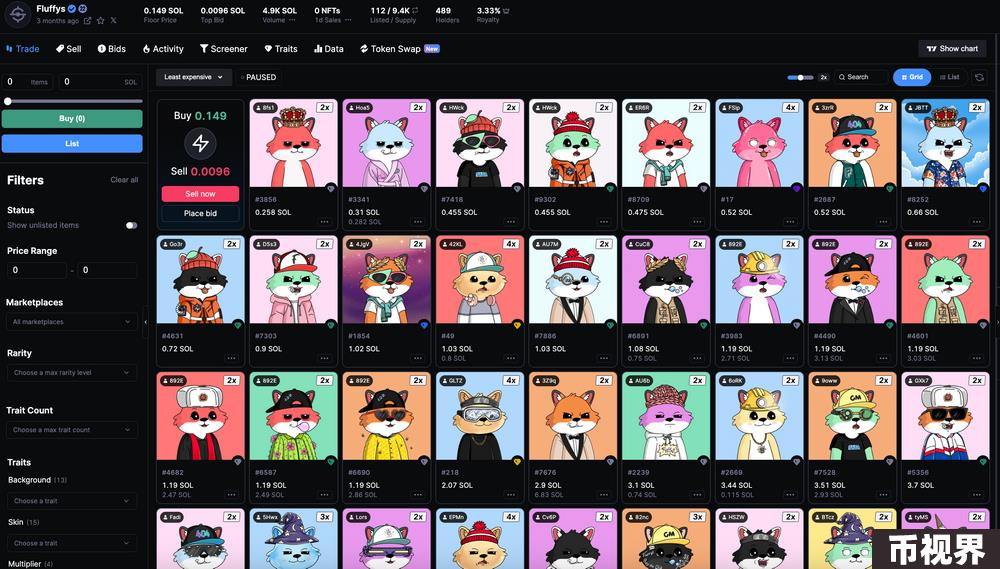 Fluffys
3 months ago
0.149 SOL
Floor Price
0.0096 SOL
Top Bid
4.9K SOL
Volume
0 NFTs
1d Sales
112 / 9.4K
Listed / Supply
489
Holders
3.33%
Royalty
Trade
Sell
Bids
Activity
Screener
Traits
Data
Token Swap New
Show chart
0 Items
0 SOL
Buy (0)
List
Filters
Clear all
Status
Show unlisted items
Price Range
0 - 0
Marketplaces
All marketplaces
Rarity
Choose a max rarity level
Trait Count
Choose a max trait count
Traits
Background (13)
Choose a trait
Skin (15)
Choose a trait
Multiplier (4)
Least expensive
PAUSED
2x
Search
Grid
List
Buy 0.149
Sell 0.0096
Sell now
Place bid
8fs1 2x
#3856
0.258 SOL
Hoa5 2x
#3341
0.31 SOL
0.282 SOL
HWck 2x
#7418
0.455 SOL
HWck 2x
#9302
0.455 SOL
ER6R 2x
#8709
0.475 SOL
FSip 4x
#17
0.52 SOL
3zrR 2x
404
#2687
0.52 SOL
JBTT 2x
#8252
0.66 SOL
Go3r 2x
#4631
0.72 SOL
D5s3 2x
#7303
0.9 SOL
4JgV 2x
#1854
1.02 SOL
42KL 4x
#49
1.03 SOL
0.8 SOL
AU7M 2x
#7886
1.03 SOL
CuC8 2x
#6891
1.08 SOL
0.75 SOL
892E 2x
#3983
1.19 SOL
2.71 SOL
892E 2x
#4490
1.19 SOL
3.13 SOL
892E 2x
#4601
1.19 SOL
3.03 SOL
892E 2x
#4682
1.19 SOL
2.47 SOL
892E 2x
#6587
1.19 SOL
2.49 SOL
892E 2x
#6690
1.19 SOL
2.86 SOL
GLTZ 4x
#218
2.07 SOL
3Z9q 2x
#7676
2.9 SOL
6.83 SOL
AU6b 2x
#2239
3.1 SOL
0.74 SOL
6oRK 2x
#2669
3.44 SOL
0.115 SOL
9oww 2x
GM
#7528
3.51 SOL
2.93 SOL
GXk7 2x
#5356
3.7 SOL
Fadi 2x
404
5Hwx 3x
Lors 2x
EPMn 4x
Cv6P 2x
82nc 3x
GM
HSZW 2x
BTcz 2x
tyMS 2x
币视界